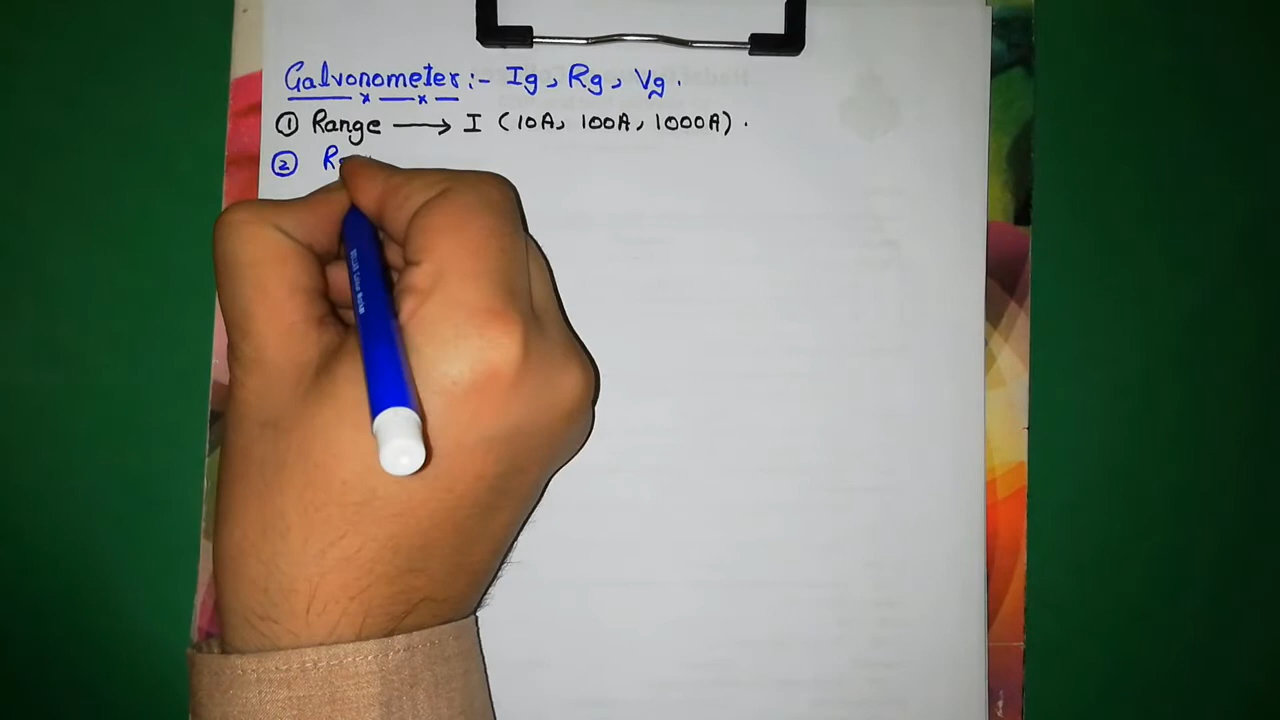 Galvonometer :- Ig, Rg, Vg.
① Range ⟶ I (10A, 100A, 1000A).
②